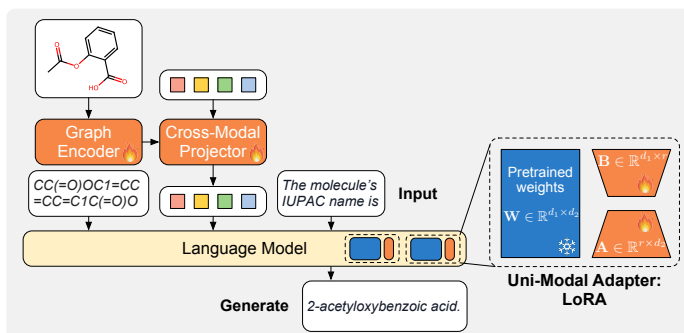 O
O
O
HO
Graph
Encoder
Cross-Modal
Projector
CC(=O)OC1=CC
=CC=C1C(=O)O
The molecule's
IUPAC name is
Input
Language Model
Generate
2-acetyloxybenzoic acid.
Pretrained
weights
W ∈ ℝ^{d₁×d₂}
B ∈ ℝ^{d₁×r}
A ∈ ℝ^{r×d₂}
Uni-Modal Adapter:
LoRA